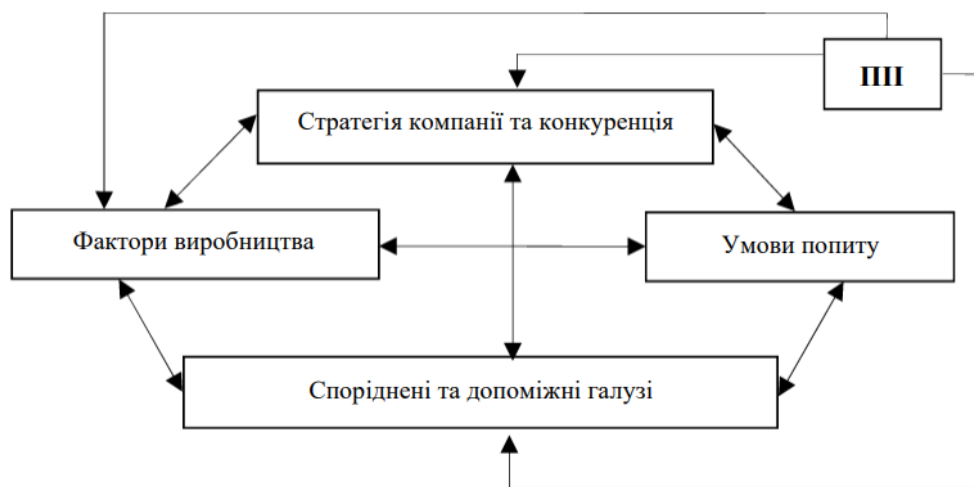 ПІІ
Стратегія компанії та конкуренція
Фактори виробництва
Умови попиту
Споріднені та допоміжні галузі